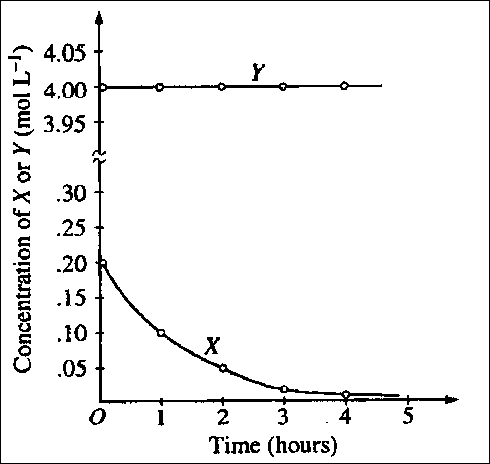 Concentration of X or Y (mol L⁻¹)
4.05
4.00
3.95
.30
.25
.20
.15
.10
.05
Y
X
O 1 2 3 4 5
Time (hours)